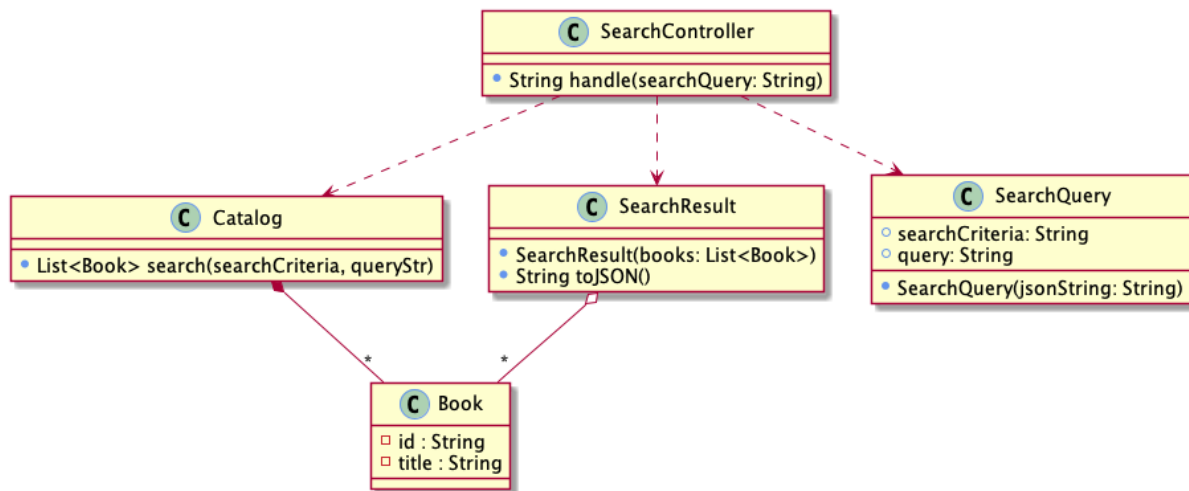 C SearchController
String handle(searchQuery: String)
C Catalog
List<Book> search(searchCriteria, queryStr)
C SearchResult
SearchResult(books: List<Book>)
String toJSON()
C SearchQuery
searchCriteria: String
query: String
SearchQuery(jsonString: String)
*
*
C Book
id : String
title : String